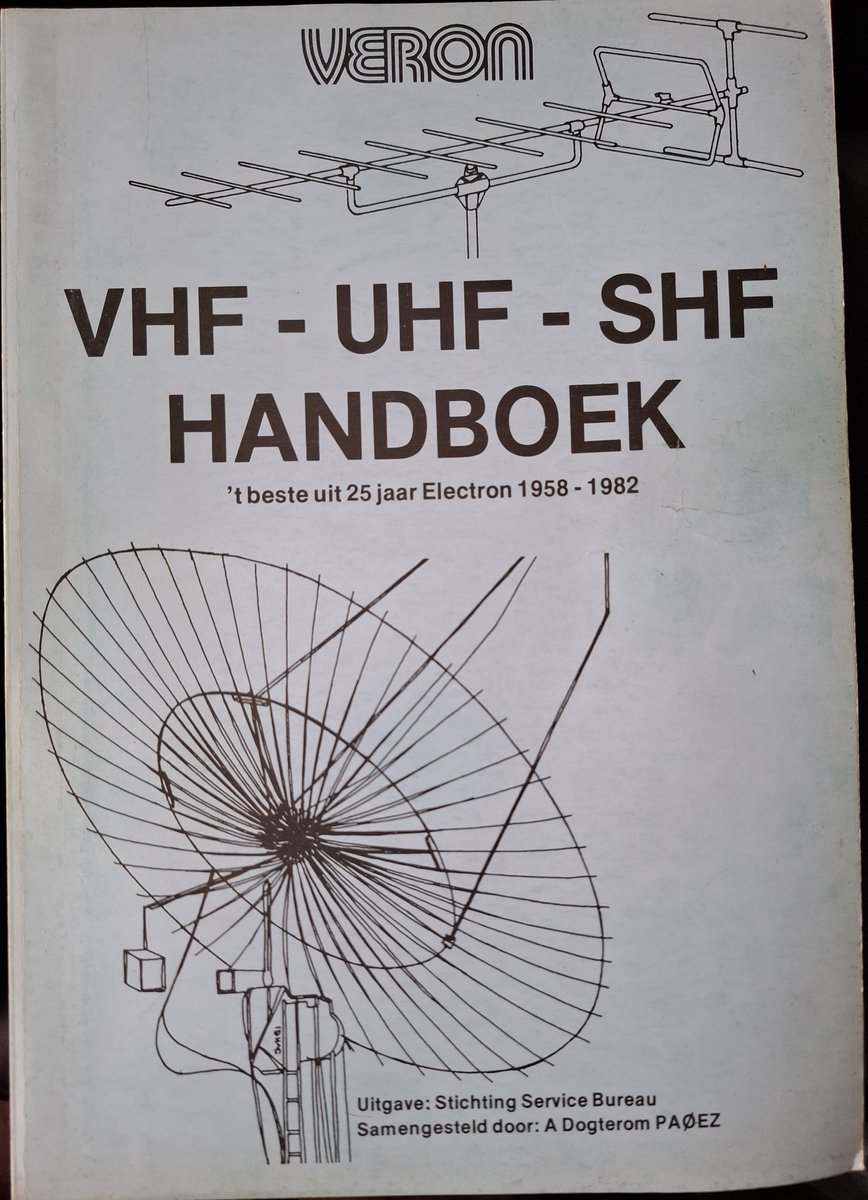 VERON
VHF - UHF - SHF
HANDBOEK
't beste uit 25 jaar Electron 1958 - 1982
Uitgave: Stichting Service Bureau
Samengesteld door: A Dogterom PAØEZ